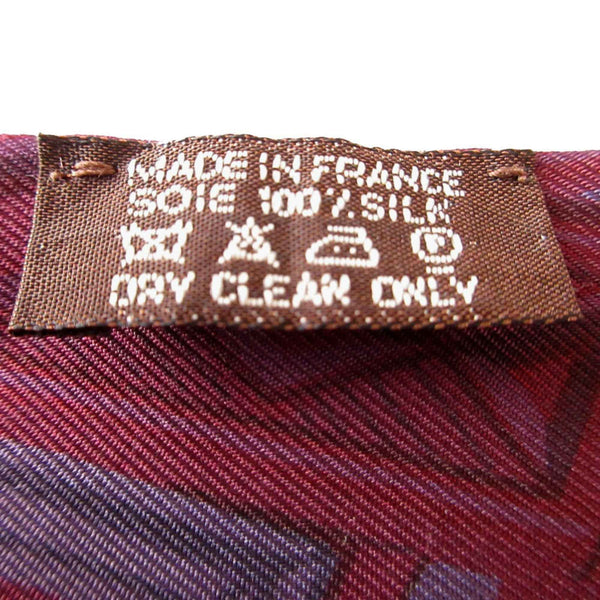 MADE IN FRANCE
SOIE 100% SILK
P
DRY CLEAN ONLY